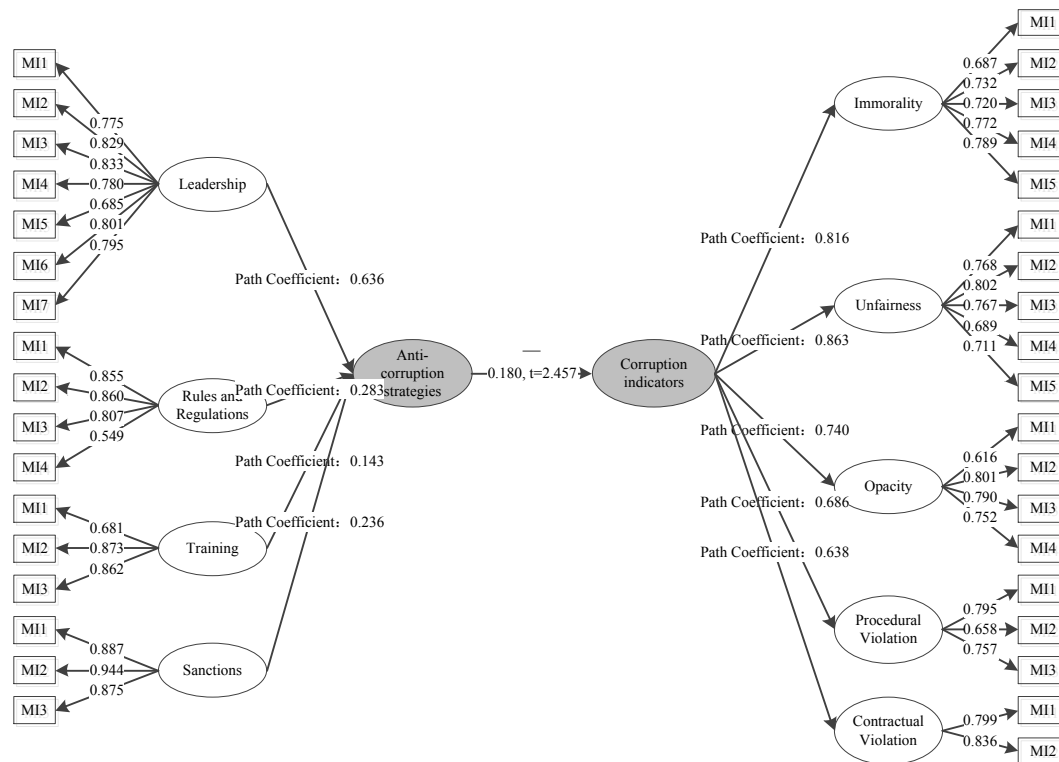 MI1
MI2
MI3
MI4
MI5
MI6
MI7
0.775
0.829
0.833
0.780
0.685
0.801
0.795
Leadership
MI1
MI2
MI3
MI4
0.855
0.860
0.807
0.549
Rules and
Regulations
MI1
MI2
MI3
0.681
0.873
0.862
Training
MI1
MI2
MI3
0.887
0.944
0.875
Sanctions
Path Coefficient：0.636
Path Coefficient：0.283
Path Coefficient：0.143
Path Coefficient：0.236
Anti-
corruption
strategies
—
0.180, t=2.457
Corruption
indicators
Path Coefficient：0.816
Path Coefficient：0.863
Path Coefficient：0.740
Path Coefficient：0.686
Path Coefficient：0.638
Immorality
0.687
0.732
0.720
0.772
0.789
MI1
MI2
MI3
MI4
MI5
Unfairness
0.768
0.802
0.767
0.689
0.711
MI1
MI2
MI3
MI4
MI5
Opacity
0.616
0.801
0.790
0.752
MI1
MI2
MI3
MI4
Procedural
Violation
0.795
0.658
0.757
MI1
MI2
MI3
Contractual
Violation
0.799
0.836
MI1
MI2